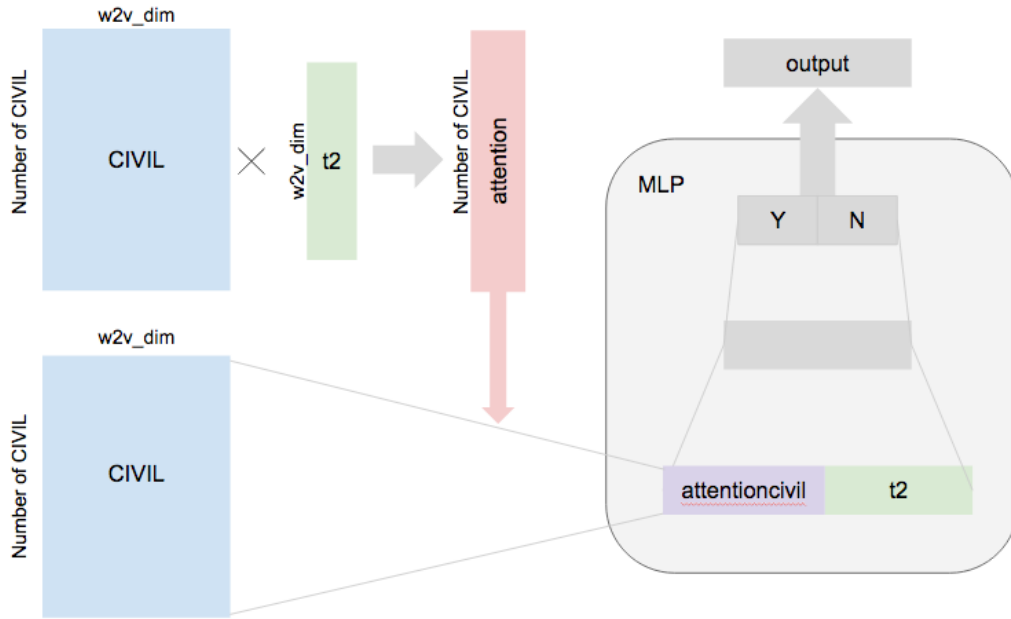 w2v_dim
Number of CIVIL
CIVIL
w2v_dim
t2
Number of CIVIL
attention
w2v_dim
Number of CIVIL
CIVIL
output
MLP
Y N
attentioncivil t2